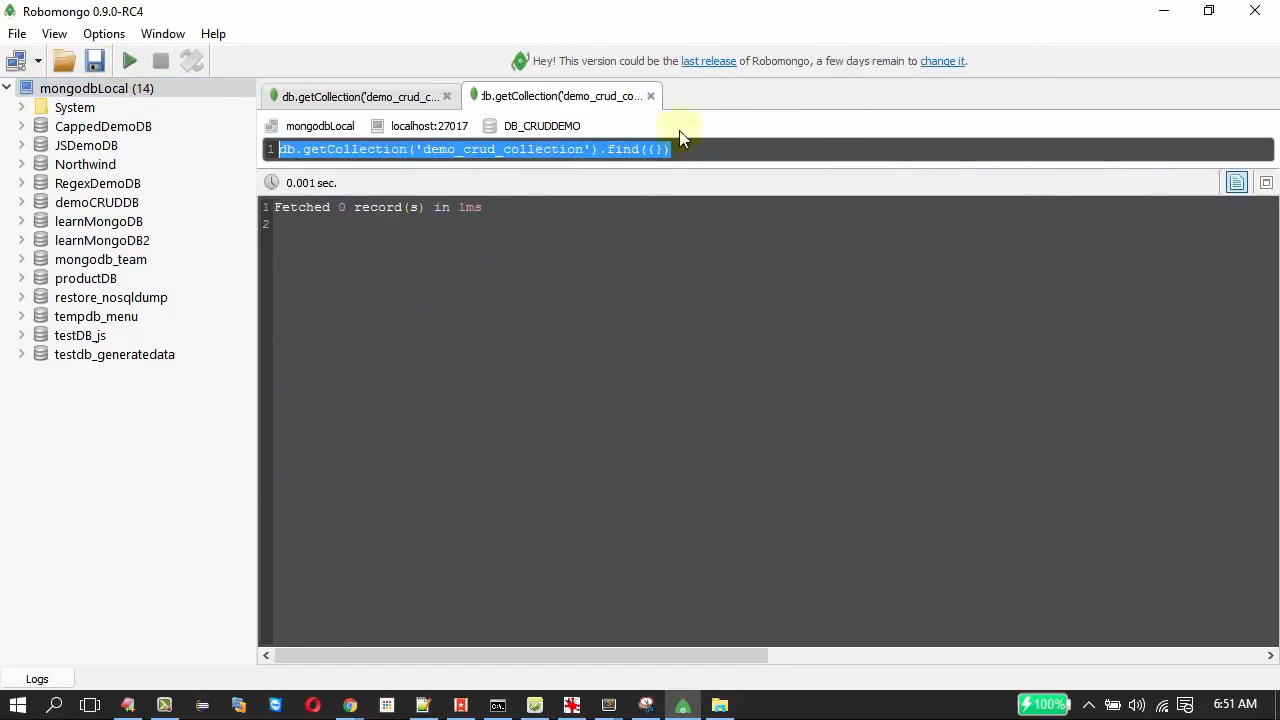 Robomongo 0.9.0-RC4
File View Options Window Help
Hey! This version could be the last release of Robomongo, a few days remain to change it.
mongodbLocal (14)
System
CappedDemoDB
JSDemoDB
Northwind
RegexDemoDB
demoCRUDDB
learnMongoDB
learnMongoDB2
mongodb_team
productDB
restore_nosqldump
tempdb_menu
testDB_js
testdb_generatedata
db.getCollection('demo_crud_c... db.getCollection('demo_crud_co...
mongodbLocal localhost:27017 DB_CRUDDEMO
1 db.getCollection('demo_crud_collection').find({})
0.001 sec.
1 Fetched 0 record(s) in 1ms
2
Logs
100% 6:51 AM